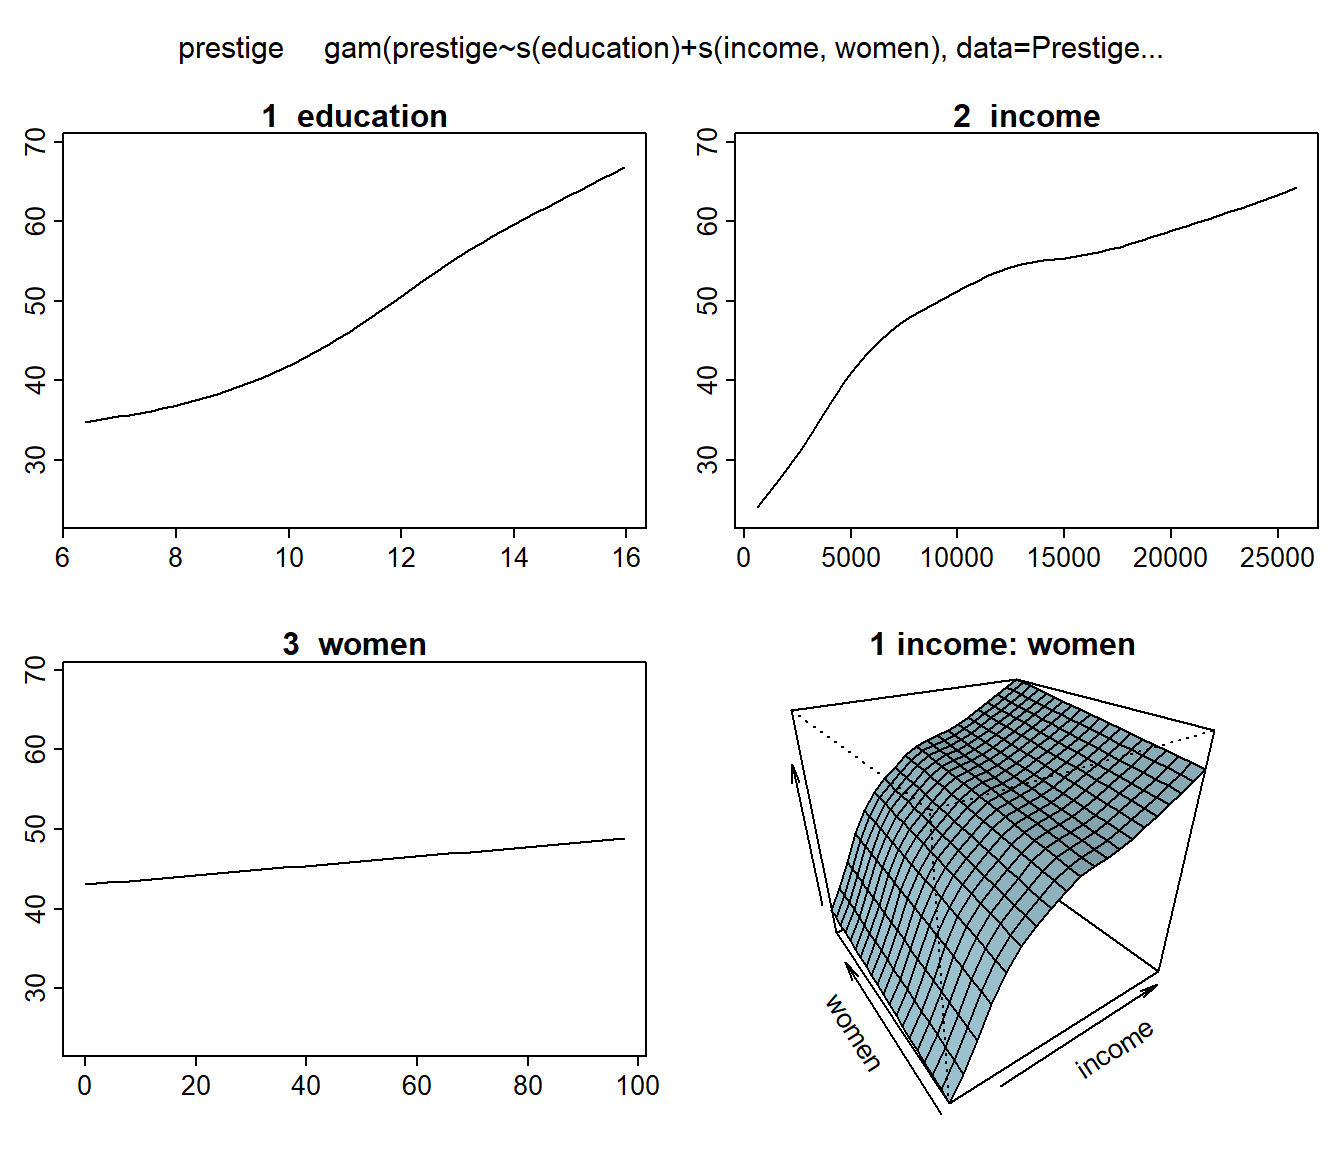 prestige     gam(prestige~s(education)+s(income, women), data=Prestige...
1  education
70
60
50
40
30
6 8 10 12 14 16
2  income
70
60
50
40
30
0 5000 10000 15000 20000 25000
3  women
70
60
50
40
30
0 20 40 60 80 100
1 income: women
women
income